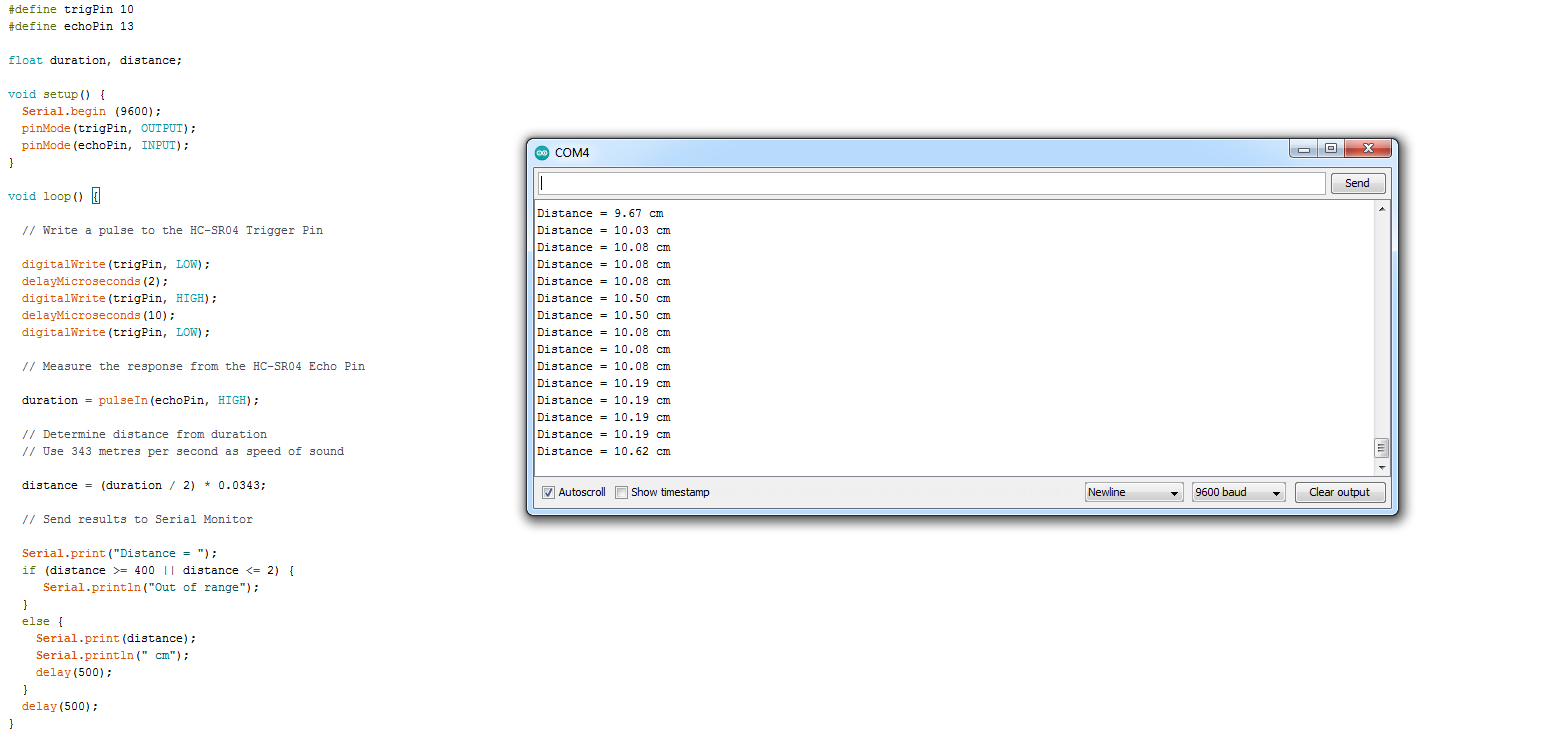 #define trigPin 10
#define echoPin 13
float duration, distance;
void setup() {
Serial.begin (9600);
pinMode(trigPin, OUTPUT);
pinMode(echoPin, INPUT);
}
void loop() {
// Write a pulse to the HC-SR04 Trigger Pin
digitalWrite(trigPin, LOW);
delayMicroseconds(2);
digitalWrite(trigPin, HIGH);
delayMicroseconds(10);
digitalWrite(trigPin, LOW);
// Measure the response from the HC-SR04 Echo Pin
duration = pulseIn(echoPin, HIGH);
// Determine distance from duration
// Use 343 metres per second as speed of sound
distance = (duration / 2) * 0.0343;
// Send results to Serial Monitor
Serial.print("Distance = ");
if (distance >= 400 || distance <= 2) {
Serial.println("Out of range");
}
else {
Serial.print(distance);
Serial.println(" cm");
delay(500);
}
delay(500);
}
COM4
Send
Distance = 9.67 cm
Distance = 10.03 cm
Distance = 10.08 cm
Distance = 10.08 cm
Distance = 10.08 cm
Distance = 10.50 cm
Distance = 10.50 cm
Distance = 10.08 cm
Distance = 10.08 cm
Distance = 10.08 cm
Distance = 10.19 cm
Distance = 10.19 cm
Distance = 10.19 cm
Distance = 10.19 cm
Distance = 10.62 cm
Autoscroll Show timestamp Newline 9600 baud Clear output